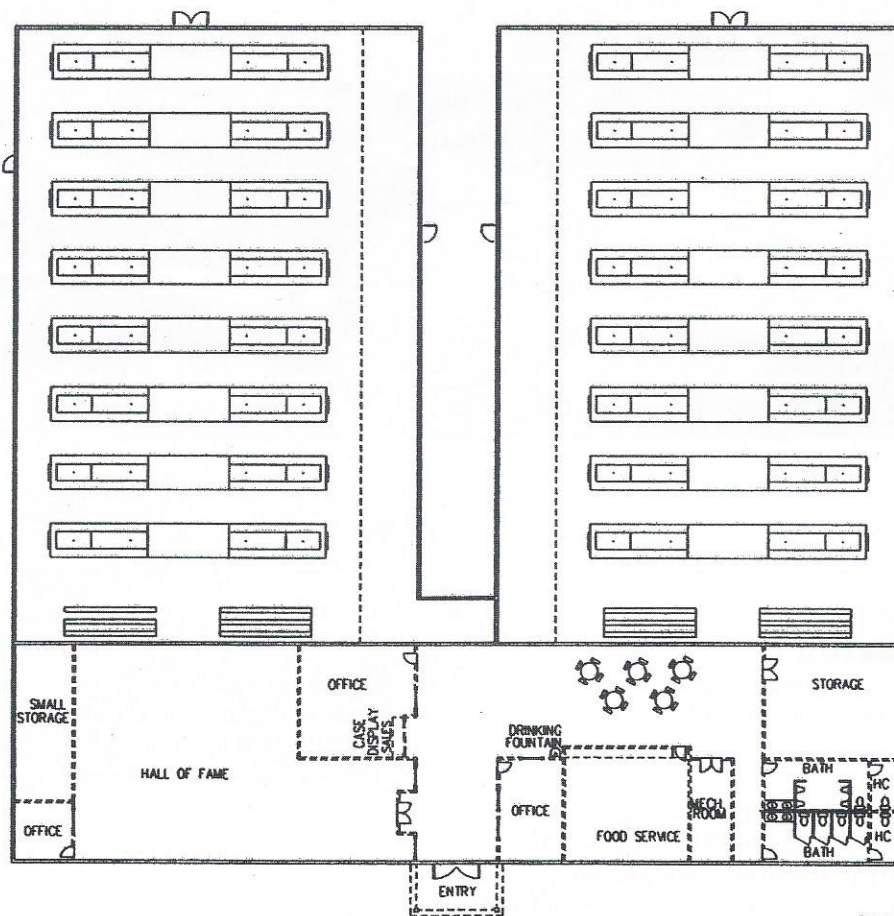 OFFICE
STORAGE
SMALL
STORAGE
CASE
DISPLAY
SALES
DRINKING
FOUNTAIN
HALL OF FAME
BATH
HC
OFFICE
MECH.
ROOM
OFFICE
FOOD SERVICE
HC
BATH
ENTRY